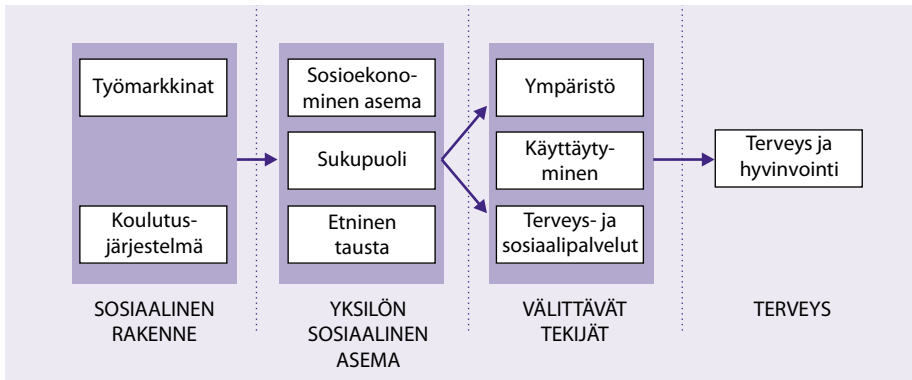 Työmarkkinat
Koulutus-
järjestelmä
SOSIAALINEN
RAKENNE
Sosioekono-
minen asema
Sukupuoli
Etninen
tausta
YKSILÖN
SOSIAALINEN
ASEMA
Ympäristö
Käyttäyty-
minen
Terveys- ja
sosiaalipalvelut
VÄLITTÄVÄT
TEKIJÄT
Terveys ja
hyvinvointi
TERVEYS